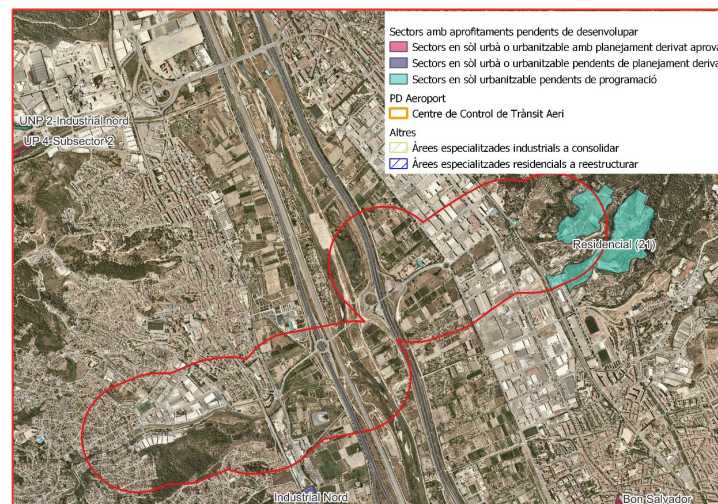 Sectors amb aprofitaments pendents de desenvolupar
Sectors en sòl urbà o urbanitzable amb planejament derivat aprova
Sectors en sòl urbà o urbanitzable pendents de planejament deriva
Sectors en sòl urbanitzable pendents de programació
PD Aeroport
Centre de Control de Trànsit Aeri
Altres
Àrees especialitzades industrials a consolidar
Àrees especialitzades residencials a reestructurar
UNP 2-Industrial nord
UP 4-Subsector 2
Residencial (21)
Industrial Nord
Bon Salvador